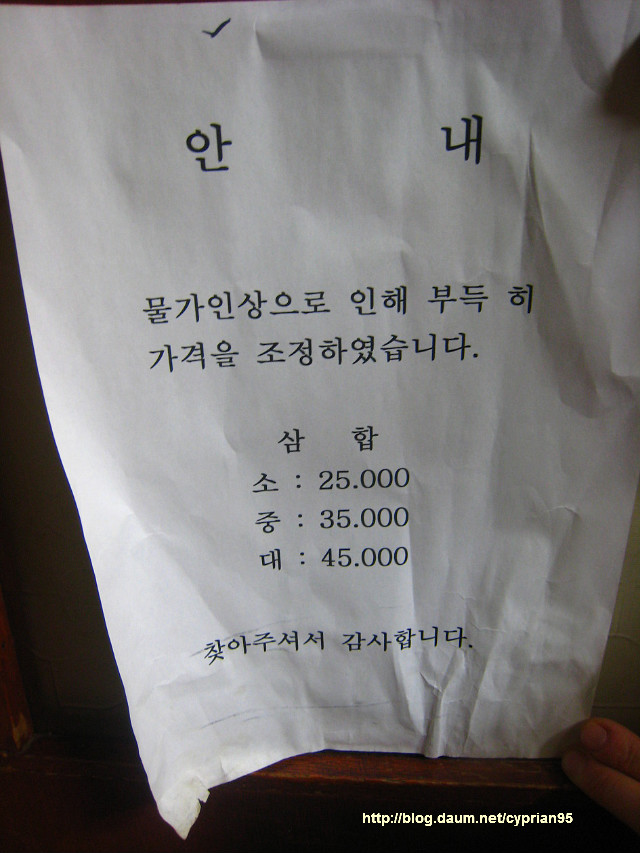 안 내
물가인상으로 인해 부득 히
가격을 조정하였습니다.
삼 합
소 : 25.000
중 : 35.000
대 : 45.000
찾아주셔서 감사합니다.
http://blog.daum.net/cyprian95